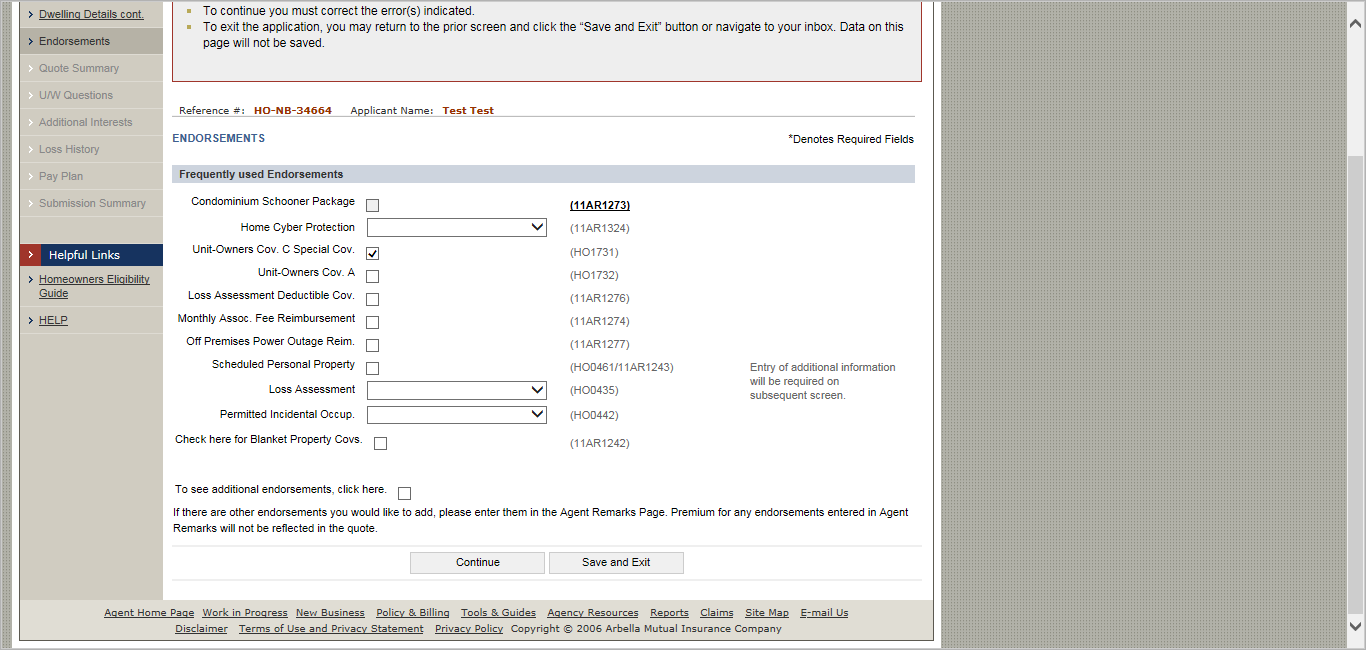 Dwelling Details cont.
Endorsements
Quote Summary
U/W Questions
Additional Interests
Loss History
Pay Plan
Submission Summary
Helpful Links
Homeowners Eligibility
Guide
HELP
To continue you must correct the error(s) indicated.
To exit the application, you may return to the prior screen and click the “Save and Exit” button or navigate to your inbox. Data on this
page will not be saved.
Reference #: HO-NB-34664 Applicant Name: Test Test
ENDORSEMENTS *Denotes Required Fields
Frequently used Endorsements
Condominium Schooner Package (11AR1273)
Home Cyber Protection (11AR1324)
Unit-Owners Cov. C Special Cov. (HO1731)
Unit-Owners Cov. A (HO1732)
Loss Assessment Deductible Cov. (11AR1276)
Monthly Assoc. Fee Reimbursement (11AR1274)
Off Premises Power Outage Reim. (11AR1277)
Scheduled Personal Property (HO0461/11AR1243) Entry of additional information
will be required on
subsequent screen.
Loss Assessment (HO0435)
Permitted Incidental Occup. (HO0442)
Check here for Blanket Property Covs. (11AR1242)
To see additional endorsements, click here.
If there are other endorsements you would like to add, please enter them in the Agent Remarks Page. Premium for any endorsements entered in Agent
Remarks will not be reflected in the quote.
Continue Save and Exit
Agent Home Page Work in Progress New Business Policy & Billing Tools & Guides Agency Resources Reports Claims Site Map E-mail Us
Disclaimer Terms of Use and Privacy Statement Privacy Policy Copyright © 2006 Arbella Mutual Insurance Company